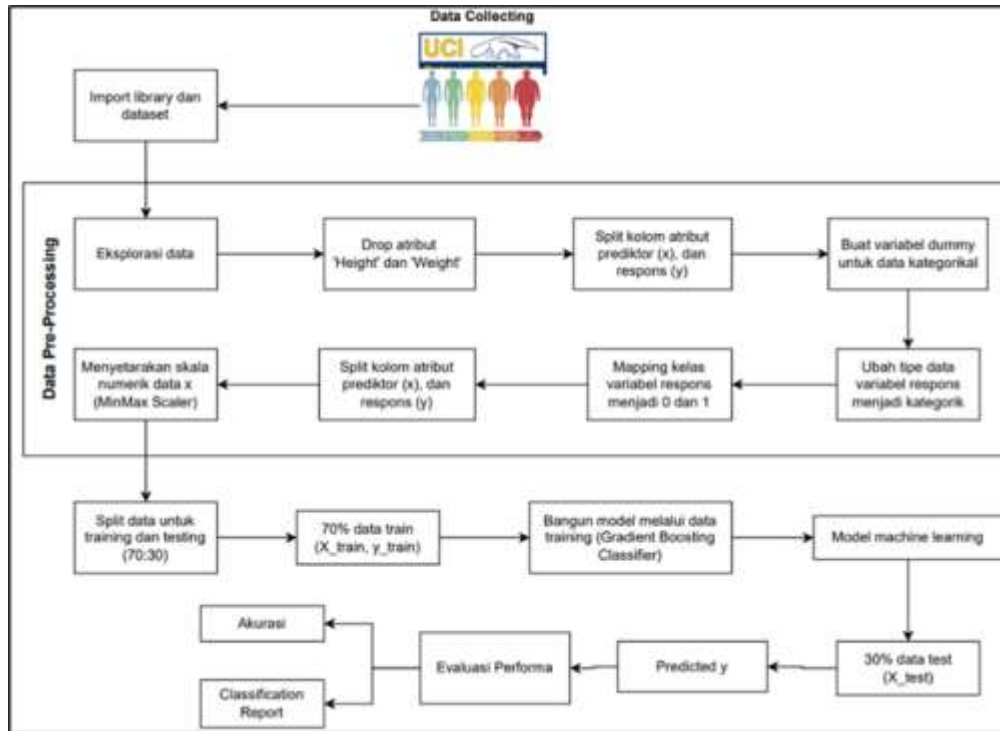 Data Collecting
UCI
Import library dan
dataset
Data Pre-Processing
Eksplorasi data
Drop atribut
'Height' dan 'Weight'
Split kolom atribut
prediktor (x), dan
respons (y)
Buat variabel dummy
untuk data kategorikal
Ubah tipe data
variabel respons
menjadi kategorik
Mapping kelas
variabel respons
menjadi 0 dan 1
Split kolom atribut
prediktor (x), dan
respons (y)
Menyetarakan skala
numerik data x
(MinMax Scaler)
Split data untuk
training dan testing
(70:30)
70% data train
(X_train, y_train)
Bangun model melalui data
training (Gradient Boosting
Classifier)
Model machine learning
30% data test
(X_test)
Predicted y
Evaluasi Performa
Akurasi
Classification
Report